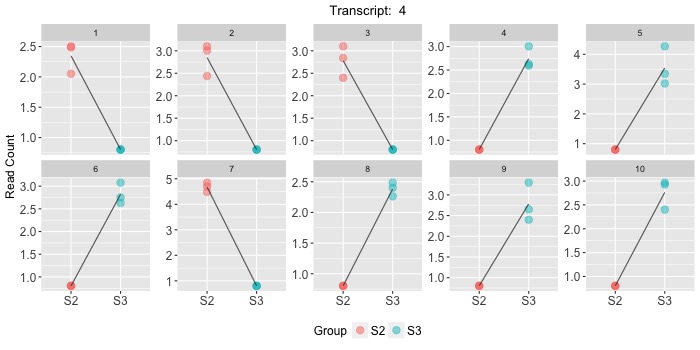 Transcript: 4
1 2 3 4 5
2.5 3.0 3.0 3.0 4
2.0 2.5 2.5 2.5 3
1.5 2.0 2.0 2.0 2
1.0 1.5 1.5 1.5 1
1.0 1.0 1.0
Read Count
6 7 8 9 10
3.0 5 2.5 3.0 3.0
2.5 4 2.0 2.5 2.5
2.0 3 1.5 2.0 2.0
1.5 2 1.0 1.5 1.5
1.0 1 1.0 1.0
S2 S3 S2 S3 S2 S3 S2 S3 S2 S3
Group S2 S3